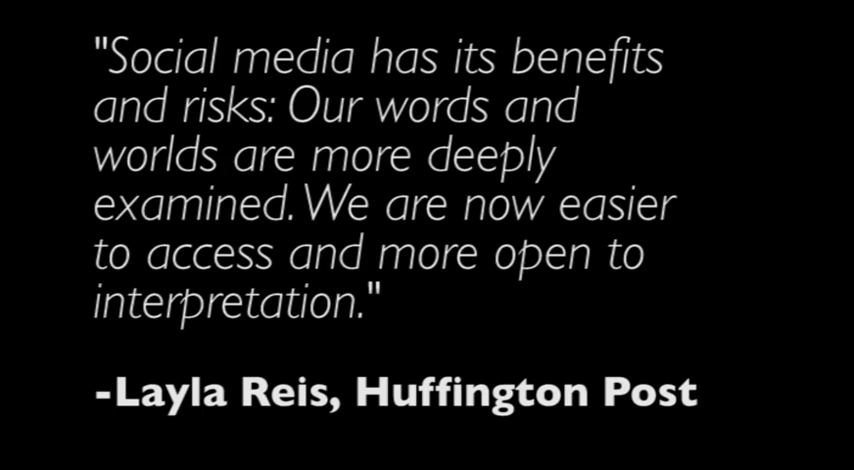 "Social media has its benefits
and risks: Our words and
worlds are more deeply
examined. We are now easier
to access and more open to
interpretation."
-Layla Reis, Huffington Post